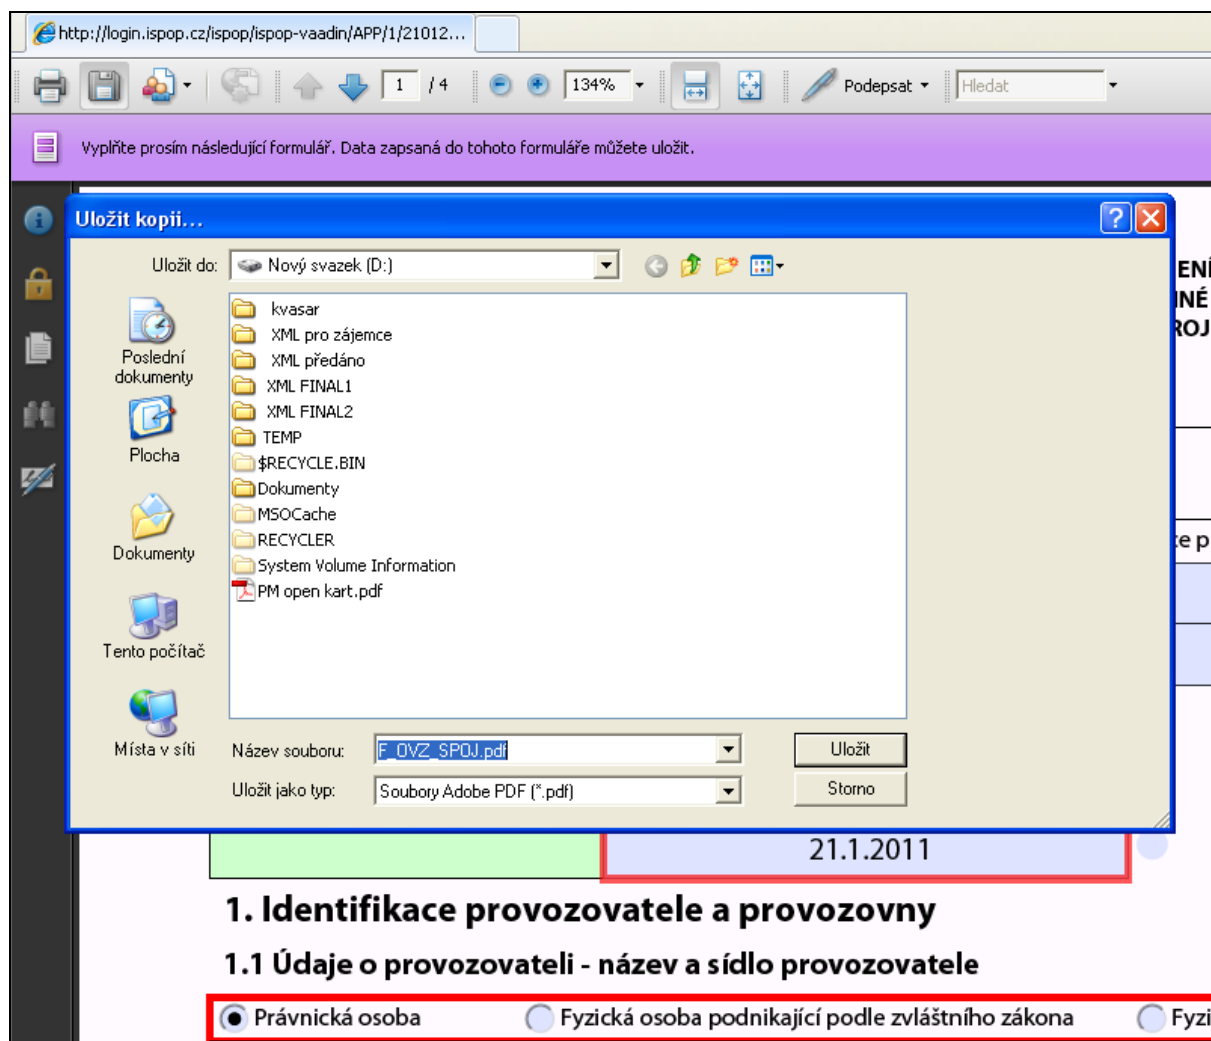 http://login.ispop.cz/ispop/ispop-vaadin/APP/1/21012...
1 / 4 134% Podepsat Hledat
Vyplňte prosím následující formulář. Data zapsaná do tohoto formuláře můžete uložit.
Uložit kopii...
Uložit do: Nový svazek (D:)
kvasar
XML pro zájemce
XML předáno
XML FINAL1
XML FINAL2
TEMP
$RECYCLE.BIN
Dokumenty
MSOCache
RECYCLER
System Volume Information
PM open kart.pdf
Poslední
dokumenty
Plocha
Dokumenty
Tento počítač
Místa v síti
Název souboru: F_OVZ_SPOJ.pdf Uložit
Uložit jako typ: Soubory Adobe PDF (*.pdf) Storno
ENÍ
NÉ
ROJ
te p
21.1.2011
1. Identifikace provozovatele a provozovny
1.1 Údaje o provozovateli - název a sídlo provozovatele
Právnická osoba Fyzická osoba podnikající podle zvláštního zákona Fyzi